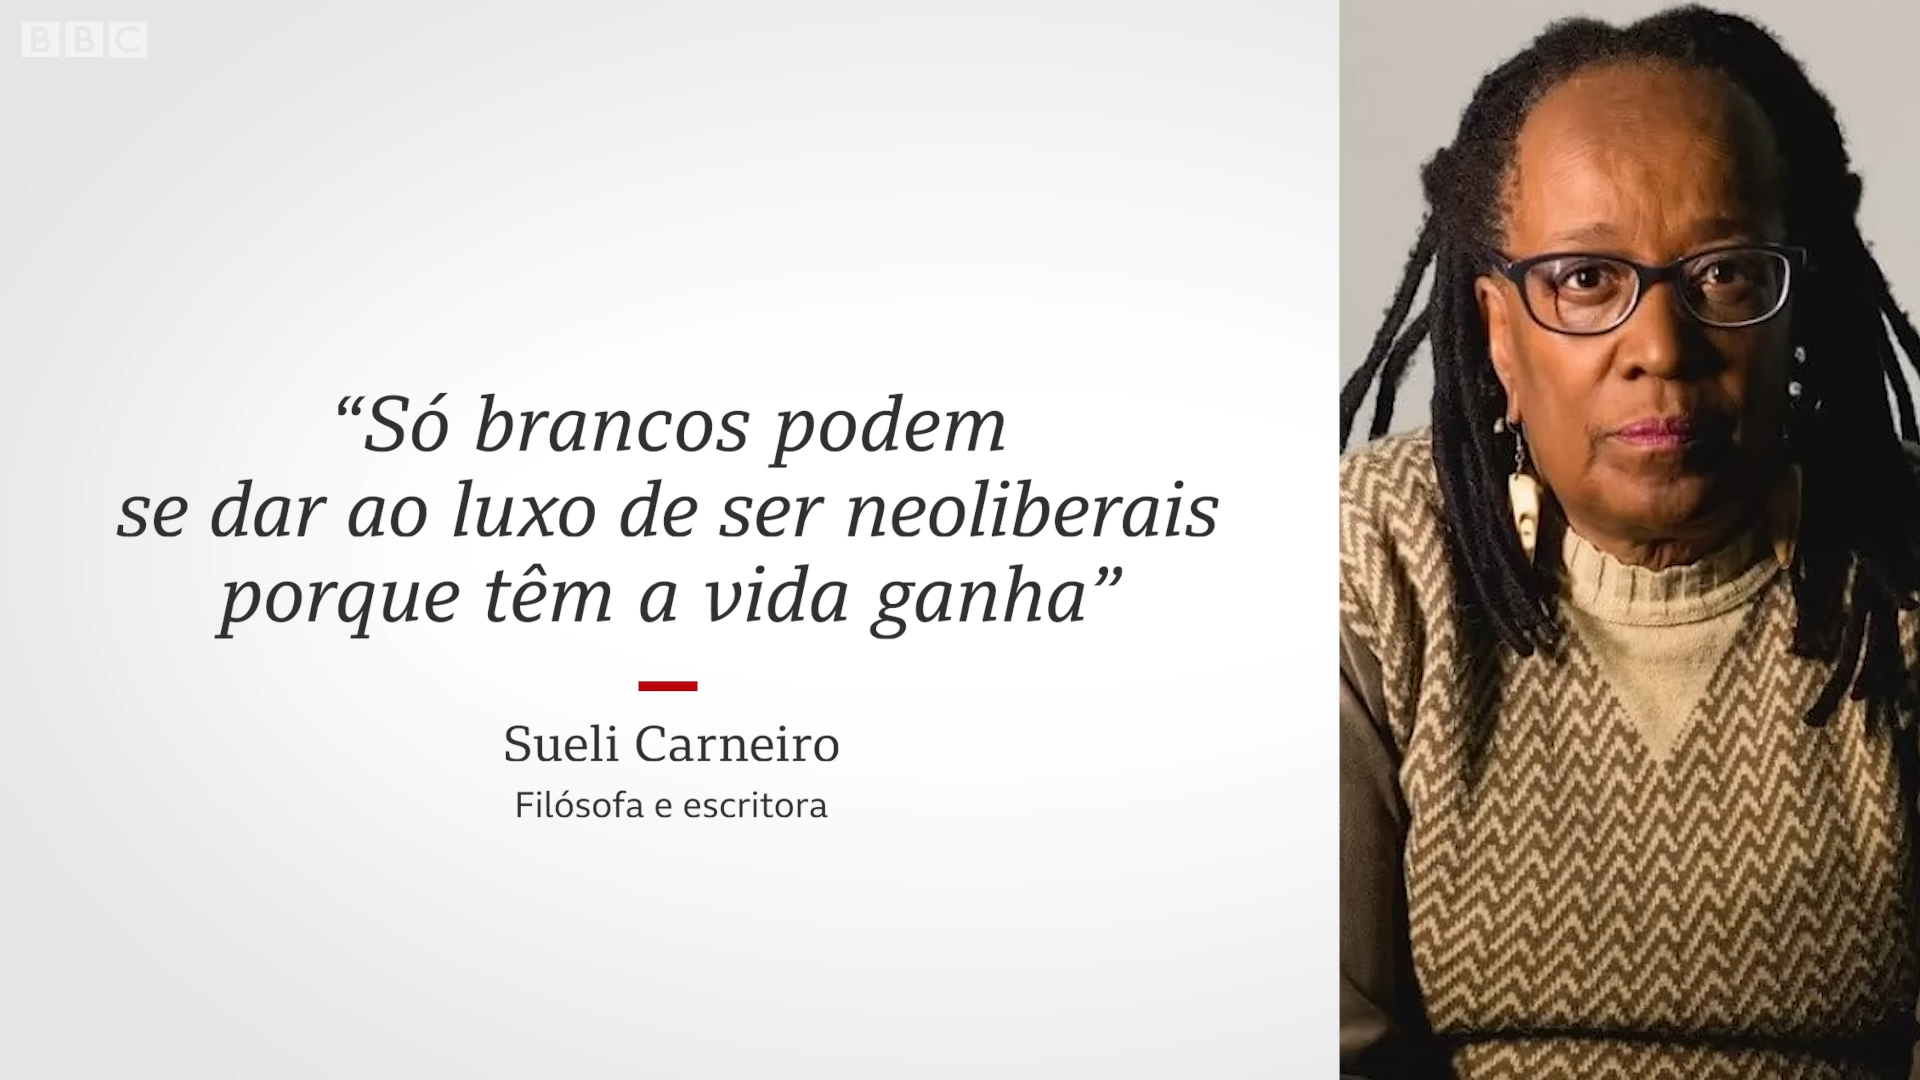 BBC
“Só brancos podem
se dar ao luxo de ser neoliberais
porque têm a vida ganha”
Sueli Carneiro
Filósofa e escritora